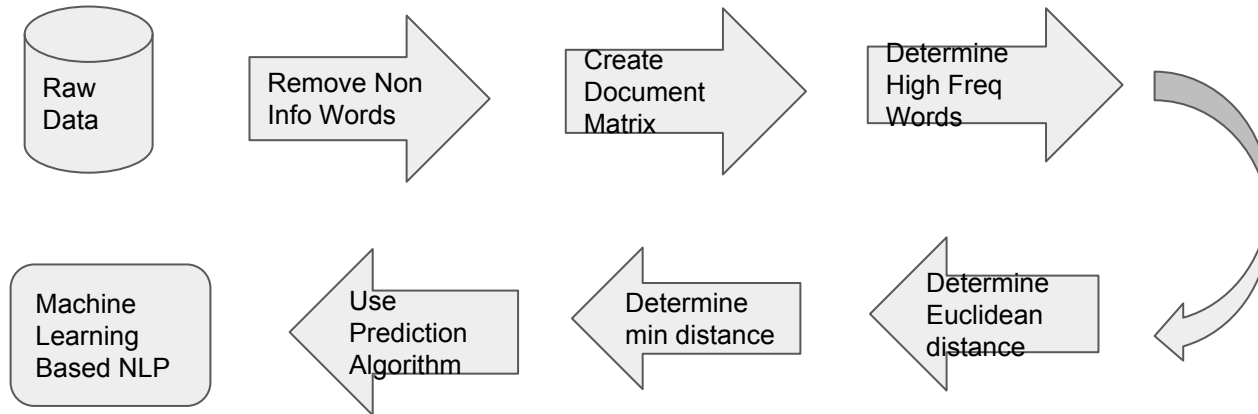 Raw
Data
Remove Non
Info Words
Create
Document
Matrix
Determine
High Freq
Words
Determine
Euclidean
distance
Determine
min distance
Use
Prediction
Algorithm
Machine
Learning
Based NLP